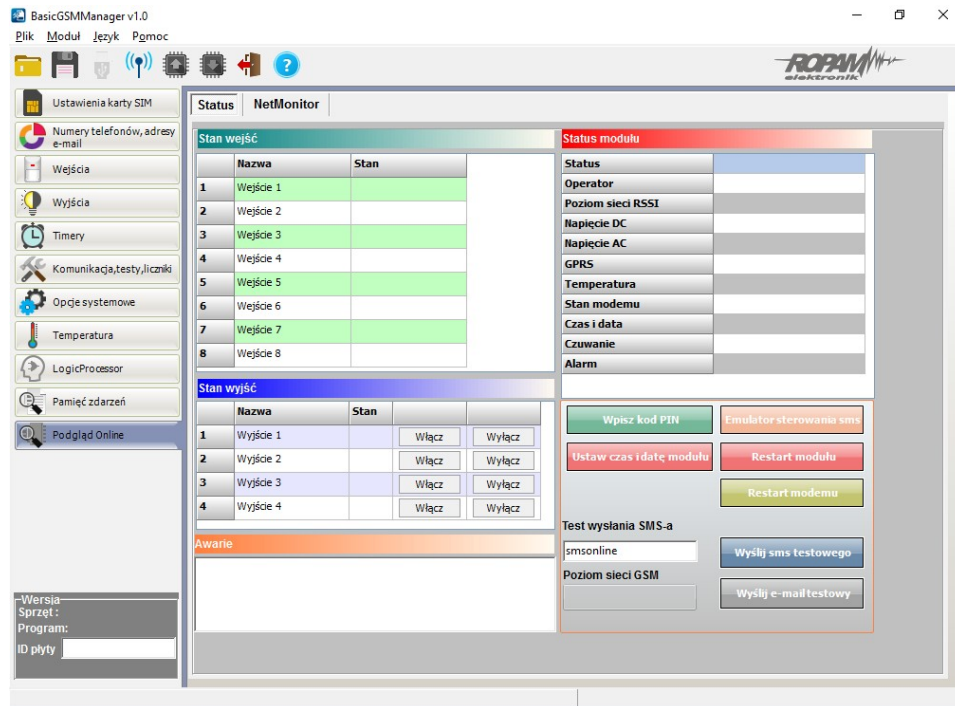 BasicGSMManager v1.0
Plik Moduł Język Pomoc
ROPAM
elektronik
Ustawienia karty SIM
Numery telefonów, adresy
e-mail
Wejścia
Wyjścia
Timery
Komunikacja,testy,liczniki
Opcje systemowe
Temperatura
LogicProcessor
Pamięć zdarzeń
Podgląd Online
Wersja
Sprzęt :
Program:
ID płyty
Status NetMonitor
Stan wejść
Nazwa Stan
1 Wejście 1
2 Wejście 2
3 Wejście 3
4 Wejście 4
5 Wejście 5
6 Wejście 6
7 Wejście 7
8 Wejście 8
Stan wyjść
Nazwa Stan
1 Wyjście 1 Włącz Wyłącz
2 Wyjście 2 Włącz Wyłącz
3 Wyjście 3 Włącz Wyłącz
4 Wyjście 4 Włącz Wyłącz
Awarie
Status modułu
Status
Operator
Poziom sieci RSSI
Napięcie DC
Napięcie AC
GPRS
Temperatura
Stan modemu
Czas i data
Czuwanie
Alarm
Wpisz kod PIN Emulator sterowania sms
Ustaw czas i datę modułu Restart modułu
Restart modemu
Test wysłania SMS-a
smsonline Wyślij sms testowego
Poziom sieci GSM
Wyślij e-mail testowy